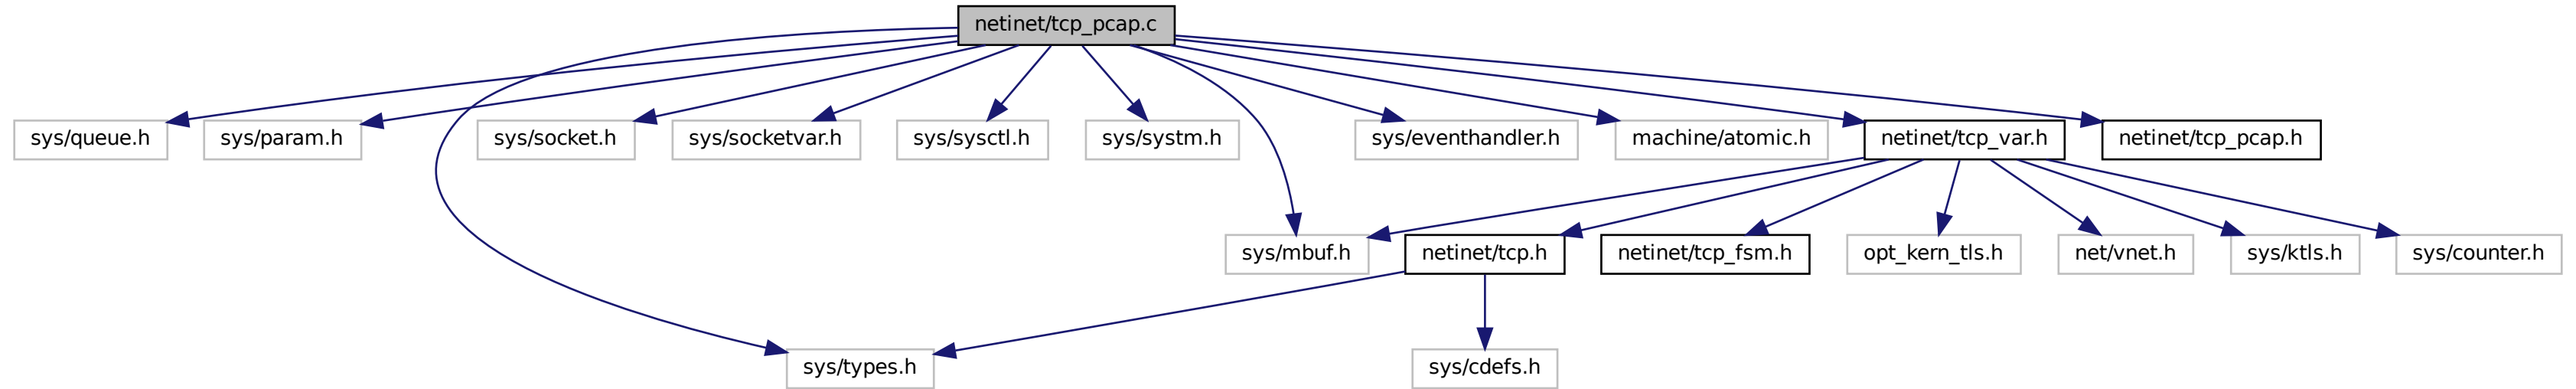 netinet/tcp_pcap.c
sys/queue.h
sys/param.h
sys/socket.h
sys/socketvar.h
sys/sysctl.h
sys/systm.h
sys/eventhandler.h
machine/atomic.h
netinet/tcp_var.h
netinet/tcp_pcap.h
sys/mbuf.h
netinet/tcp.h
netinet/tcp_fsm.h
opt_kern_tls.h
net/vnet.h
sys/ktls.h
sys/counter.h
sys/types.h
sys/cdefs.h